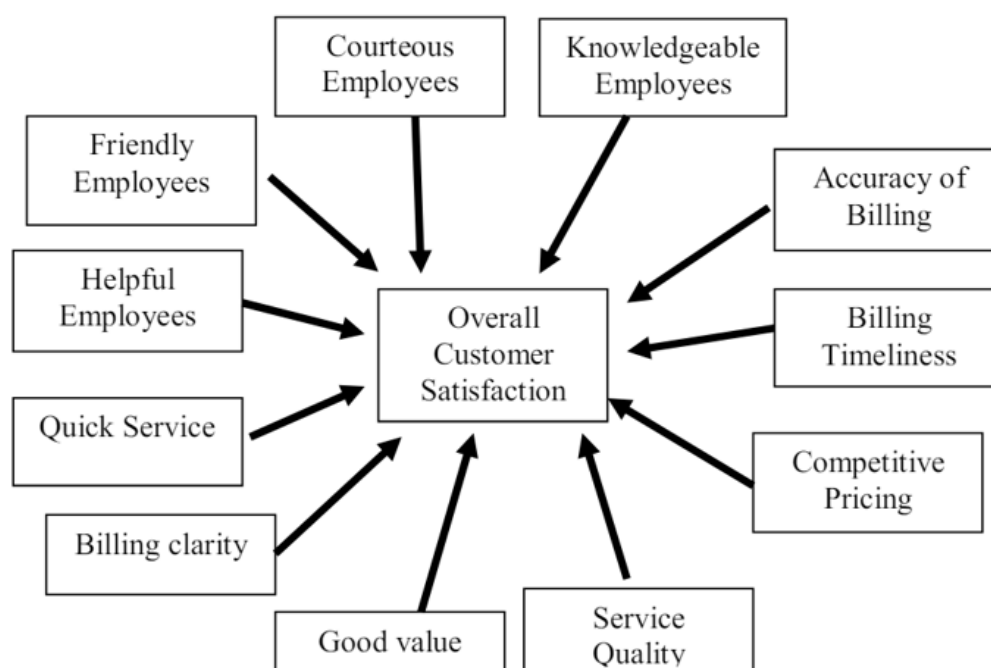 Courteous
Employees
Knowledgeable
Employees
Friendly
Employees
Accuracy of
Billing
Helpful
Employees
Overall
Customer
Satisfaction
Billing
Timeliness
Quick Service
Competitive
Pricing
Billing clarity
Good value
Service
Quality